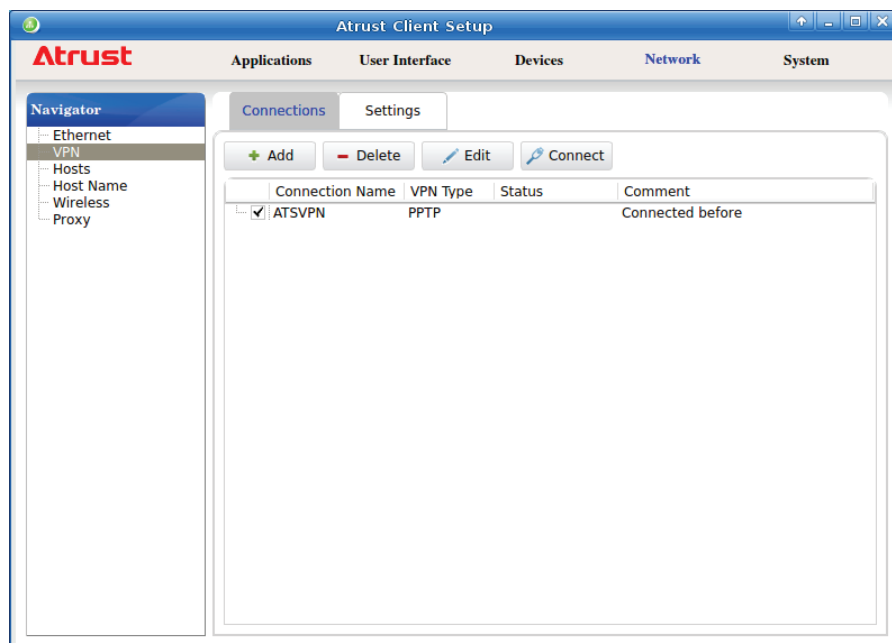 Atrust Client Setup
Atrust
Applications User Interface Devices Network System
Navigator
Ethernet
VPN
Hosts
Host Name
Wireless
Proxy
Connections Settings
Add Delete Edit Connect
Connection Name VPN Type Status Comment
ATSVPN PPTP Connected before